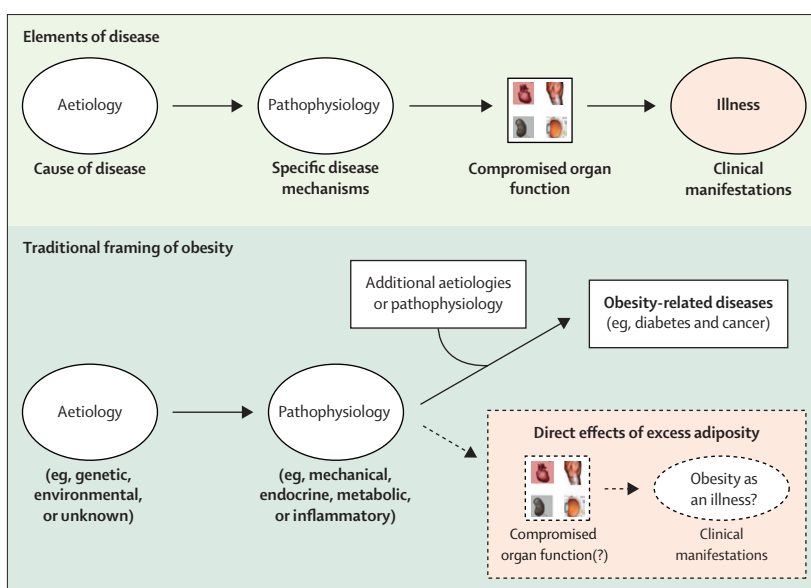 Elements of disease
Aetiology
Pathophysiology
Illness
Cause of disease
Specific disease
mechanisms
Compromised organ
function
Clinical
manifestations
Traditional framing of obesity
Additional aetiologies
or pathophysiology
Obesity-related diseases
(eg, diabetes and cancer)
Aetiology
Pathophysiology
(eg, genetic,
environmental,
or unknown)
(eg, mechanical,
endocrine, metabolic,
or inflammatory)
Direct effects of excess adiposity
Obesity as
an illness?
Compromised
organ function(?)
Clinical
manifestations